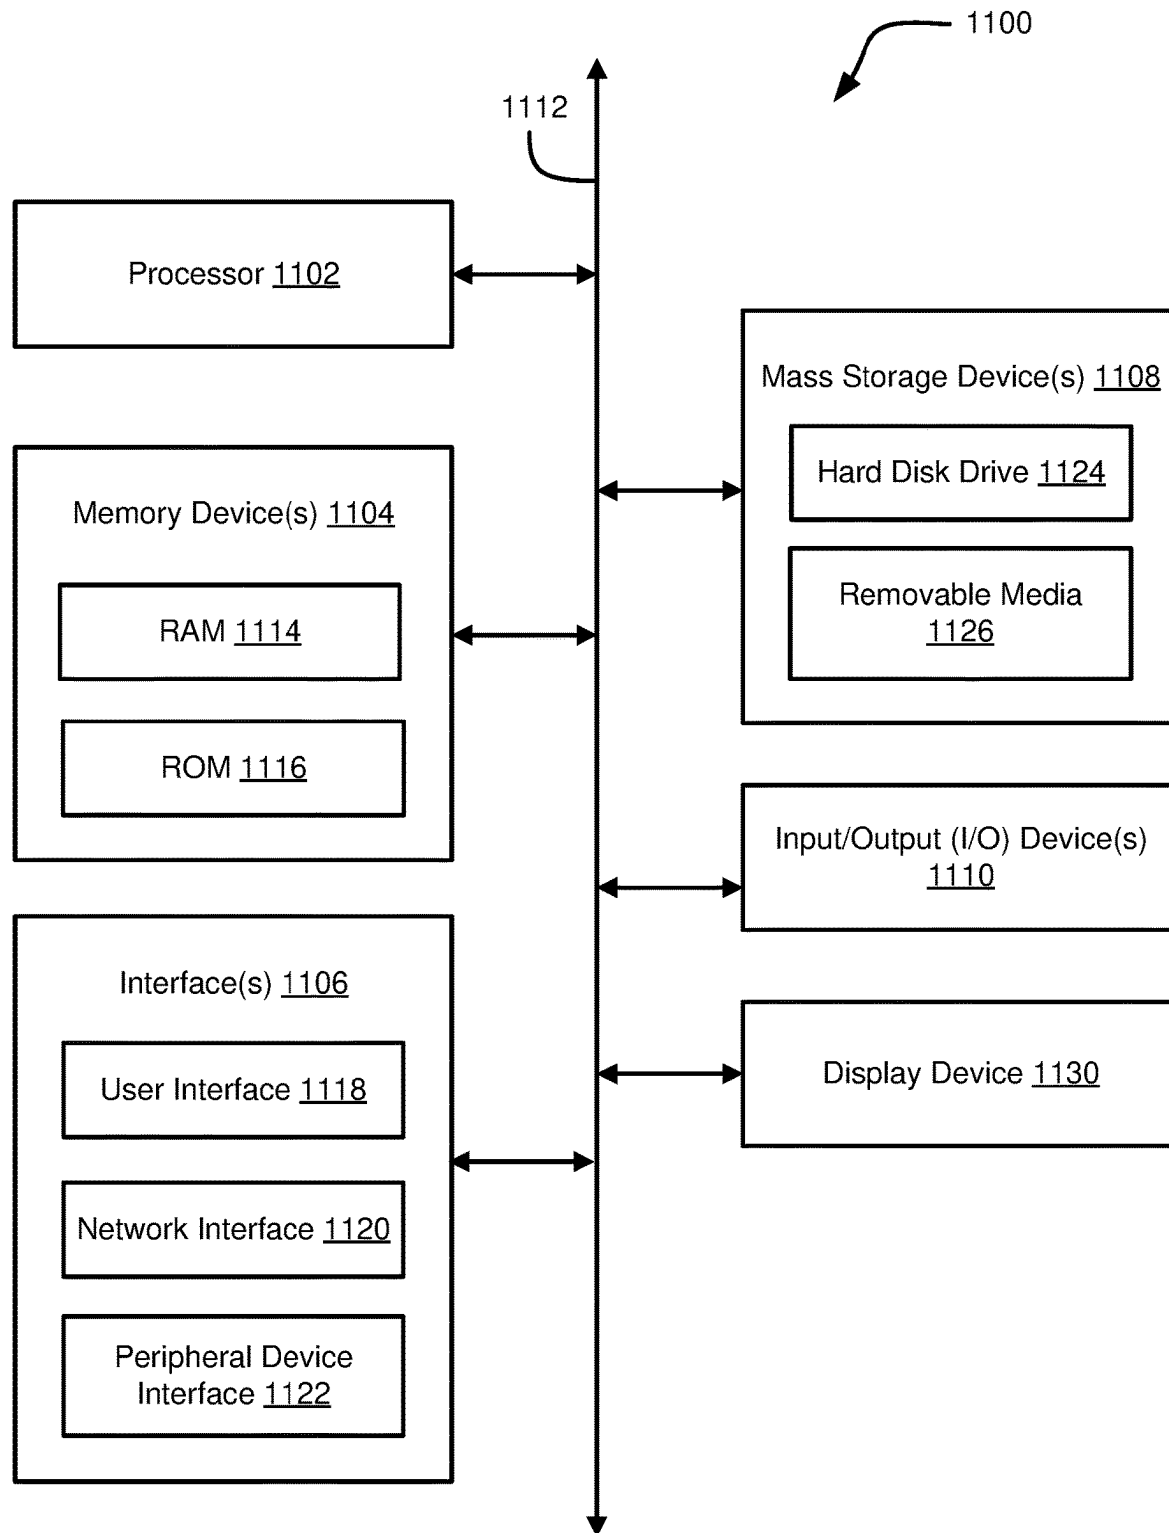 1100
1112
Processor 1102
Mass Storage Device(s) 1108
Hard Disk Drive 1124
Removable Media
1126
Memory Device(s) 1104
RAM 1114
ROM 1116
Input/Output (I/O) Device(s)
1110
Interface(s) 1106
User Interface 1118
Network Interface 1120
Peripheral Device
Interface 1122
Display Device 1130